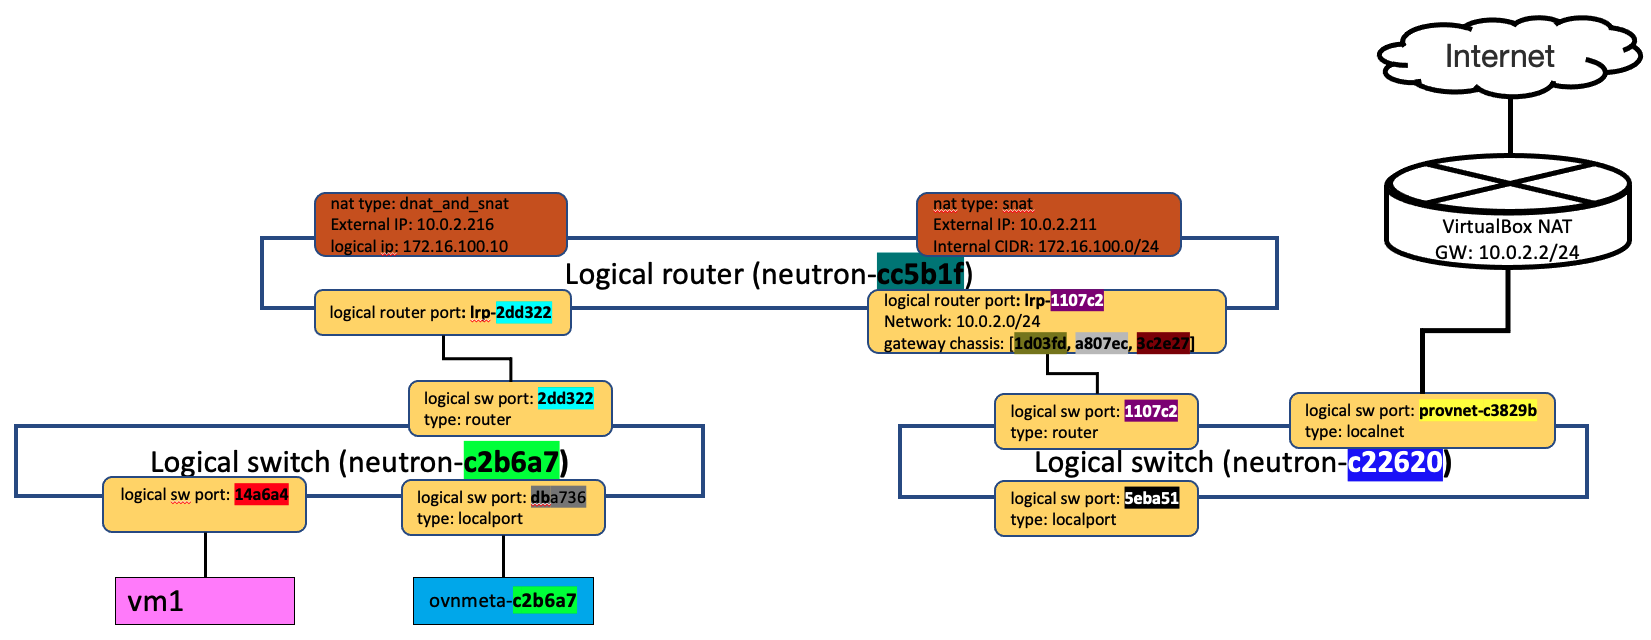 Internet
VirtualBox NAT
GW: 10.0.2.2/24
nat type: dnat_and_snat
External IP: 10.0.2.216
logical ip: 172.16.100.10
nat type: snat
External IP: 10.0.2.211
Internal CIDR: 172.16.100.0/24
Logical router (neutron-cc5b1f)
logical router port: lrp-2dd322
logical router port: lrp-1107c2
Network: 10.0.2.0/24
gateway chassis: [1d03fd, a807ec, 3c2e27]
logical sw port: 2dd322
type: router
logical sw port: 1107c2
type: router
logical sw port: provnet-c3829b
type: localnet
Logical switch (neutron-c2b6a7)
Logical switch (neutron-c22620)
logical sw port: 14a6a4
logical sw port: dba736
type: localport
logical sw port: 5eba51
type: localport
vm1
ovnmeta-c2b6a7